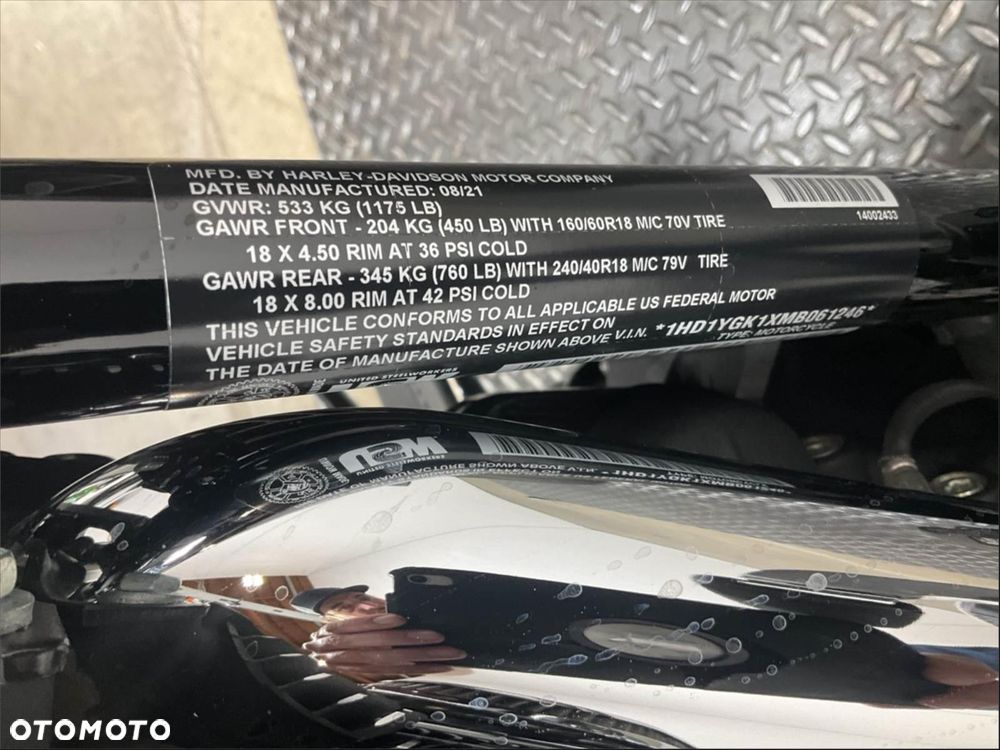 MFD. BY HARLEY-DAVIDSON MOTOR COMPANY
DATE MANUFACTURED: 08/21
GVWR: 533 KG (1175 LB)
GAWR FRONT - 204 KG (450 LB) WITH 160/60R18 M/C 70V TIRE
18 X 4.50 RIM AT 36 PSI COLD
GAWR REAR - 345 KG (760 LB) WITH 240/40R18 M/C 79V TIRE
18 X 8.00 RIM AT 42 PSI COLD
THIS VEHICLE CONFORMS TO ALL APPLICABLE US FEDERAL MOTOR
VEHICLE SAFETY STANDARDS IN EFFECT ON
THE DATE OF MANUFACTURE SHOWN ABOVE V.I.N. *1HD1YGK1XMB061246*
TYPE: MOTORCYCLE
14002433
UNITED STEELWORKERS
OTOMOTO